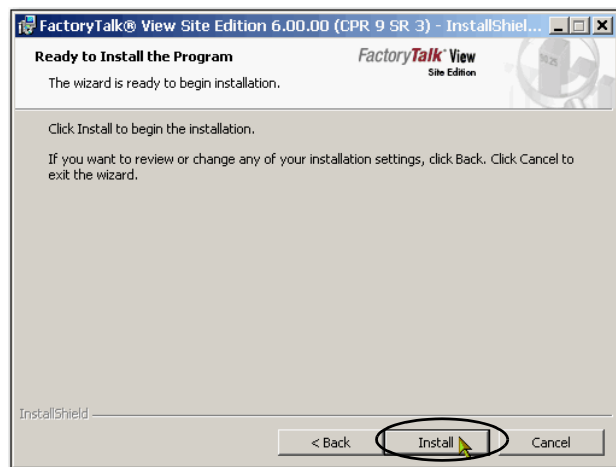 FactoryTalk® View Site Edition 6.00.00 (CPR 9 SR 3) - InstallShiel...
Ready to Install the Program
The wizard is ready to begin installation.
FactoryTalk® View
Site Edition
Click Install to begin the installation.
If you want to review or change any of your installation settings, click Back. Click Cancel to
exit the wizard.
InstallShield
< Back
Install
Cancel